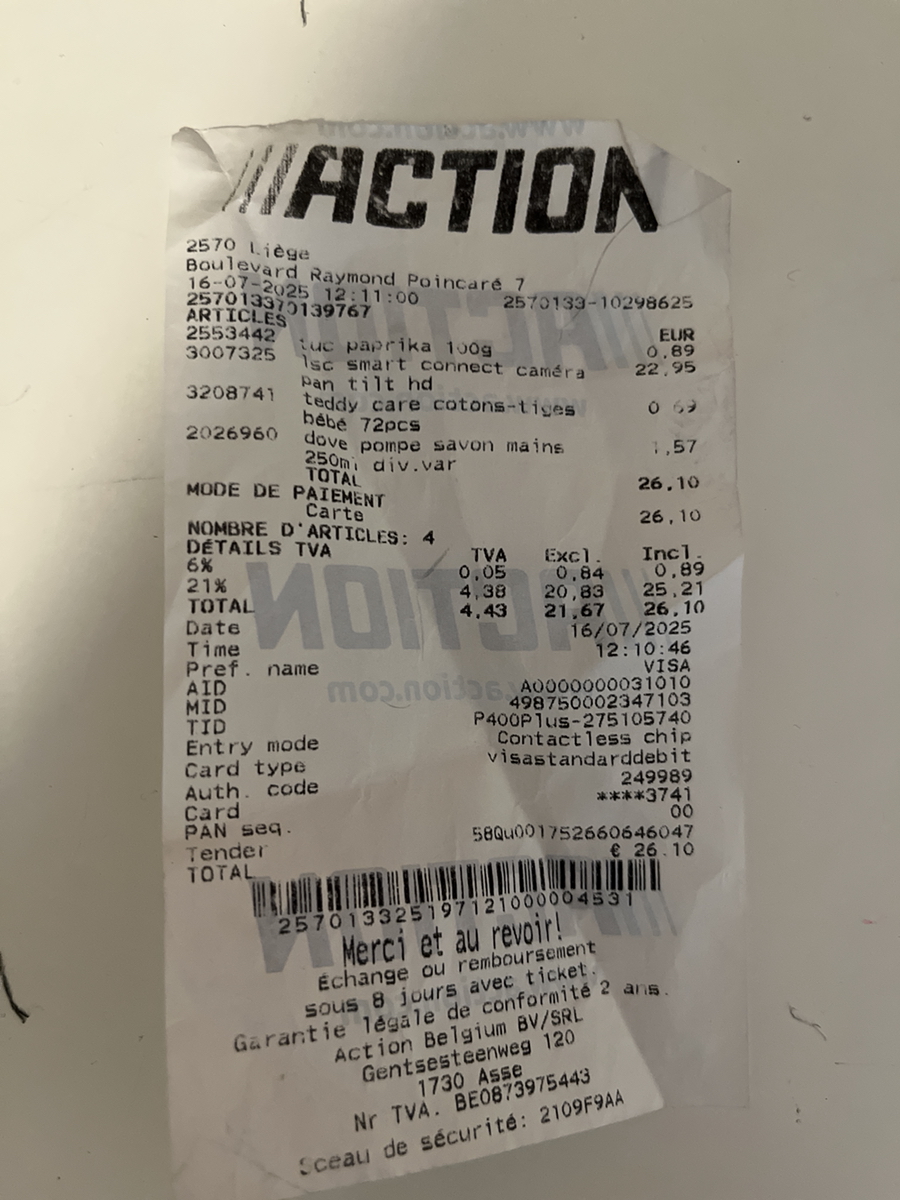 ACTION
2570 Liège
Boulevard Raymond Poincaré 7
16-07-2025 12:11:00 2570133-10298625
257013370139767
ARTICLES EUR
2553442 tuc paprika 100g 0,89
3007325 lsc smart connect caméra 22,95
pan tilt hd
3208741 teddy care cotons-tiges 0,69
bébé 72pcs
2026960 dove pompe savon mains 1,57
250ml div.var
TOTAL 26,10
MODE DE PAIEMENT
Carte 26,10
NOMBRE D'ARTICLES: 4
DÉTAILS TVA TVA Excl. Incl.
6% 0,05 0,84 0,89
21% 4,38 20,83 25,21
TOTAL 4,43 21,67 26,10
Date 16/07/2025
Time 12:10:46
Pref. name VISA
AID A0000000031010
MID 498750002347103
TID P400Plus-275105740
Entry mode Contactless chip
Card type visastandarddebit
Auth. code 249989
Card ****3741
PAN seq. 00
Tender 58Qu001752660646047
TOTAL € 26.10
2570133251971210000004531
Merci et au revoir!
Échange ou remboursement
sous 8 jours avec ticket.
Garantie légale de conformité 2 ans.
Action Belgium BV/SRL
Gentsesteenweg 120
1730 Asse
Nr TVA. BE0873975443
Sceau de sécurité: 2109F9AA